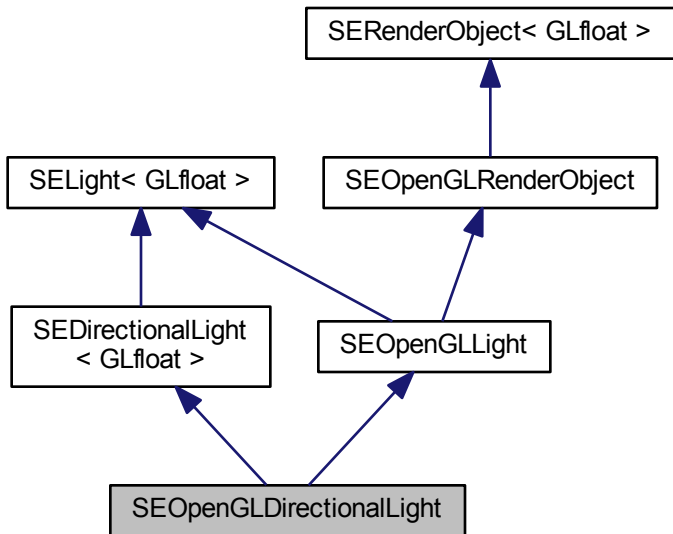 SERenderObject< GLfloat >
SELight< GLfloat >
SEOpenGLRenderObject
SEDirectionalLight
< GLfloat >
SEOpenGLLight
SEOpenGLDirectionalLight